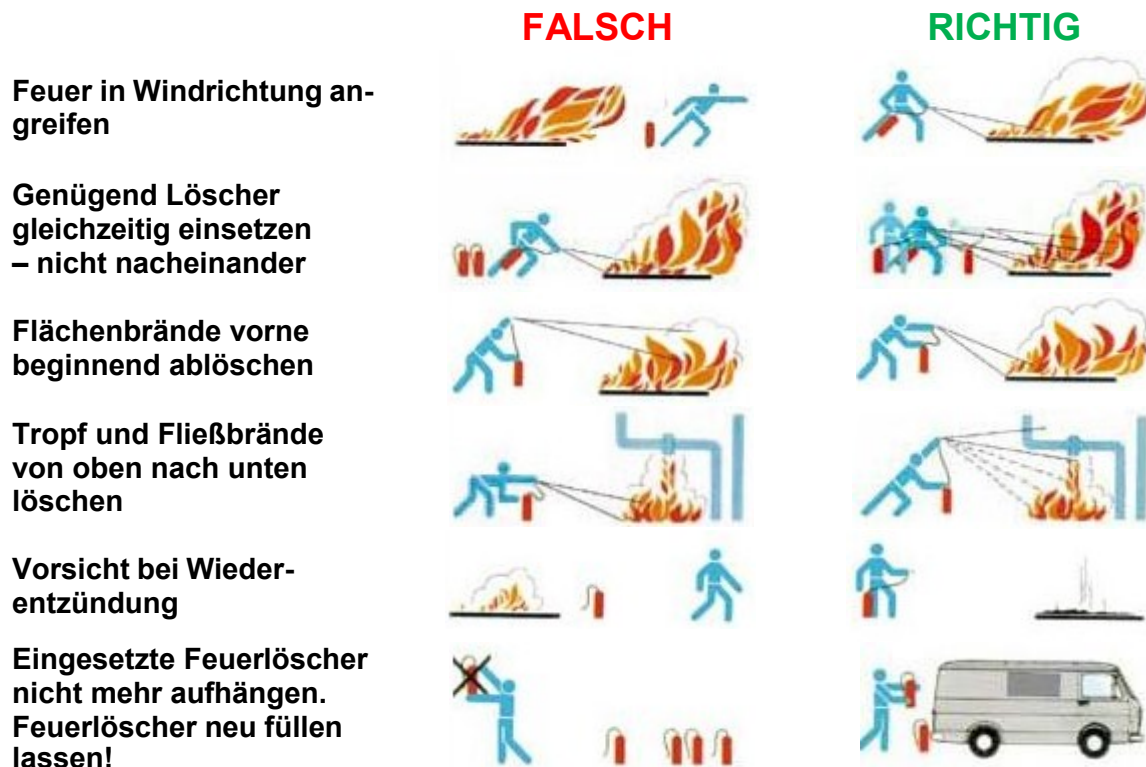 FALSCH RICHTIG
Feuer in Windrichtung an-
greifen
Genügend Löscher
gleichzeitig einsetzen
– nicht nacheinander
Flächenbrände vorne
beginnend ablöschen
Tropf und Fließbrände
von oben nach unten
löschen
Vorsicht bei Wieder-
entzündung
Eingesetzte Feuerlöscher
nicht mehr aufhängen.
Feuerlöscher neu füllen
lassen!